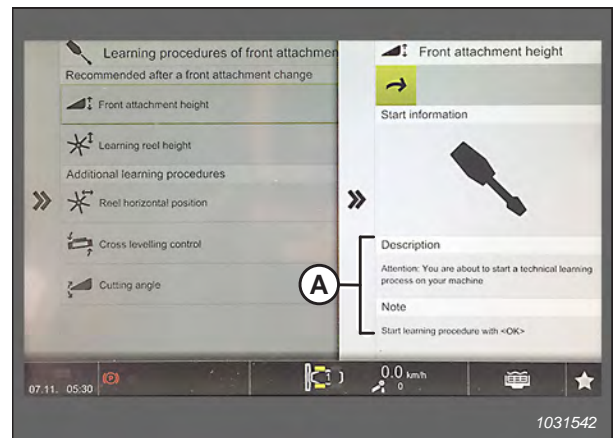 Learning procedures of front attachmen
Recommended after a front attachment change
Front attachment height
Learning reel height
Additional learning procedures
Reel horizontal position
Cross levelling control
Cutting angle
Front attachment height
Start information
Description
Attention: You are about to start a technical learning
process on your machine
Note
Start learning procedure with <OK>
A
07.11. 05:30
(P)
1
0.0 km/h
0
1031542